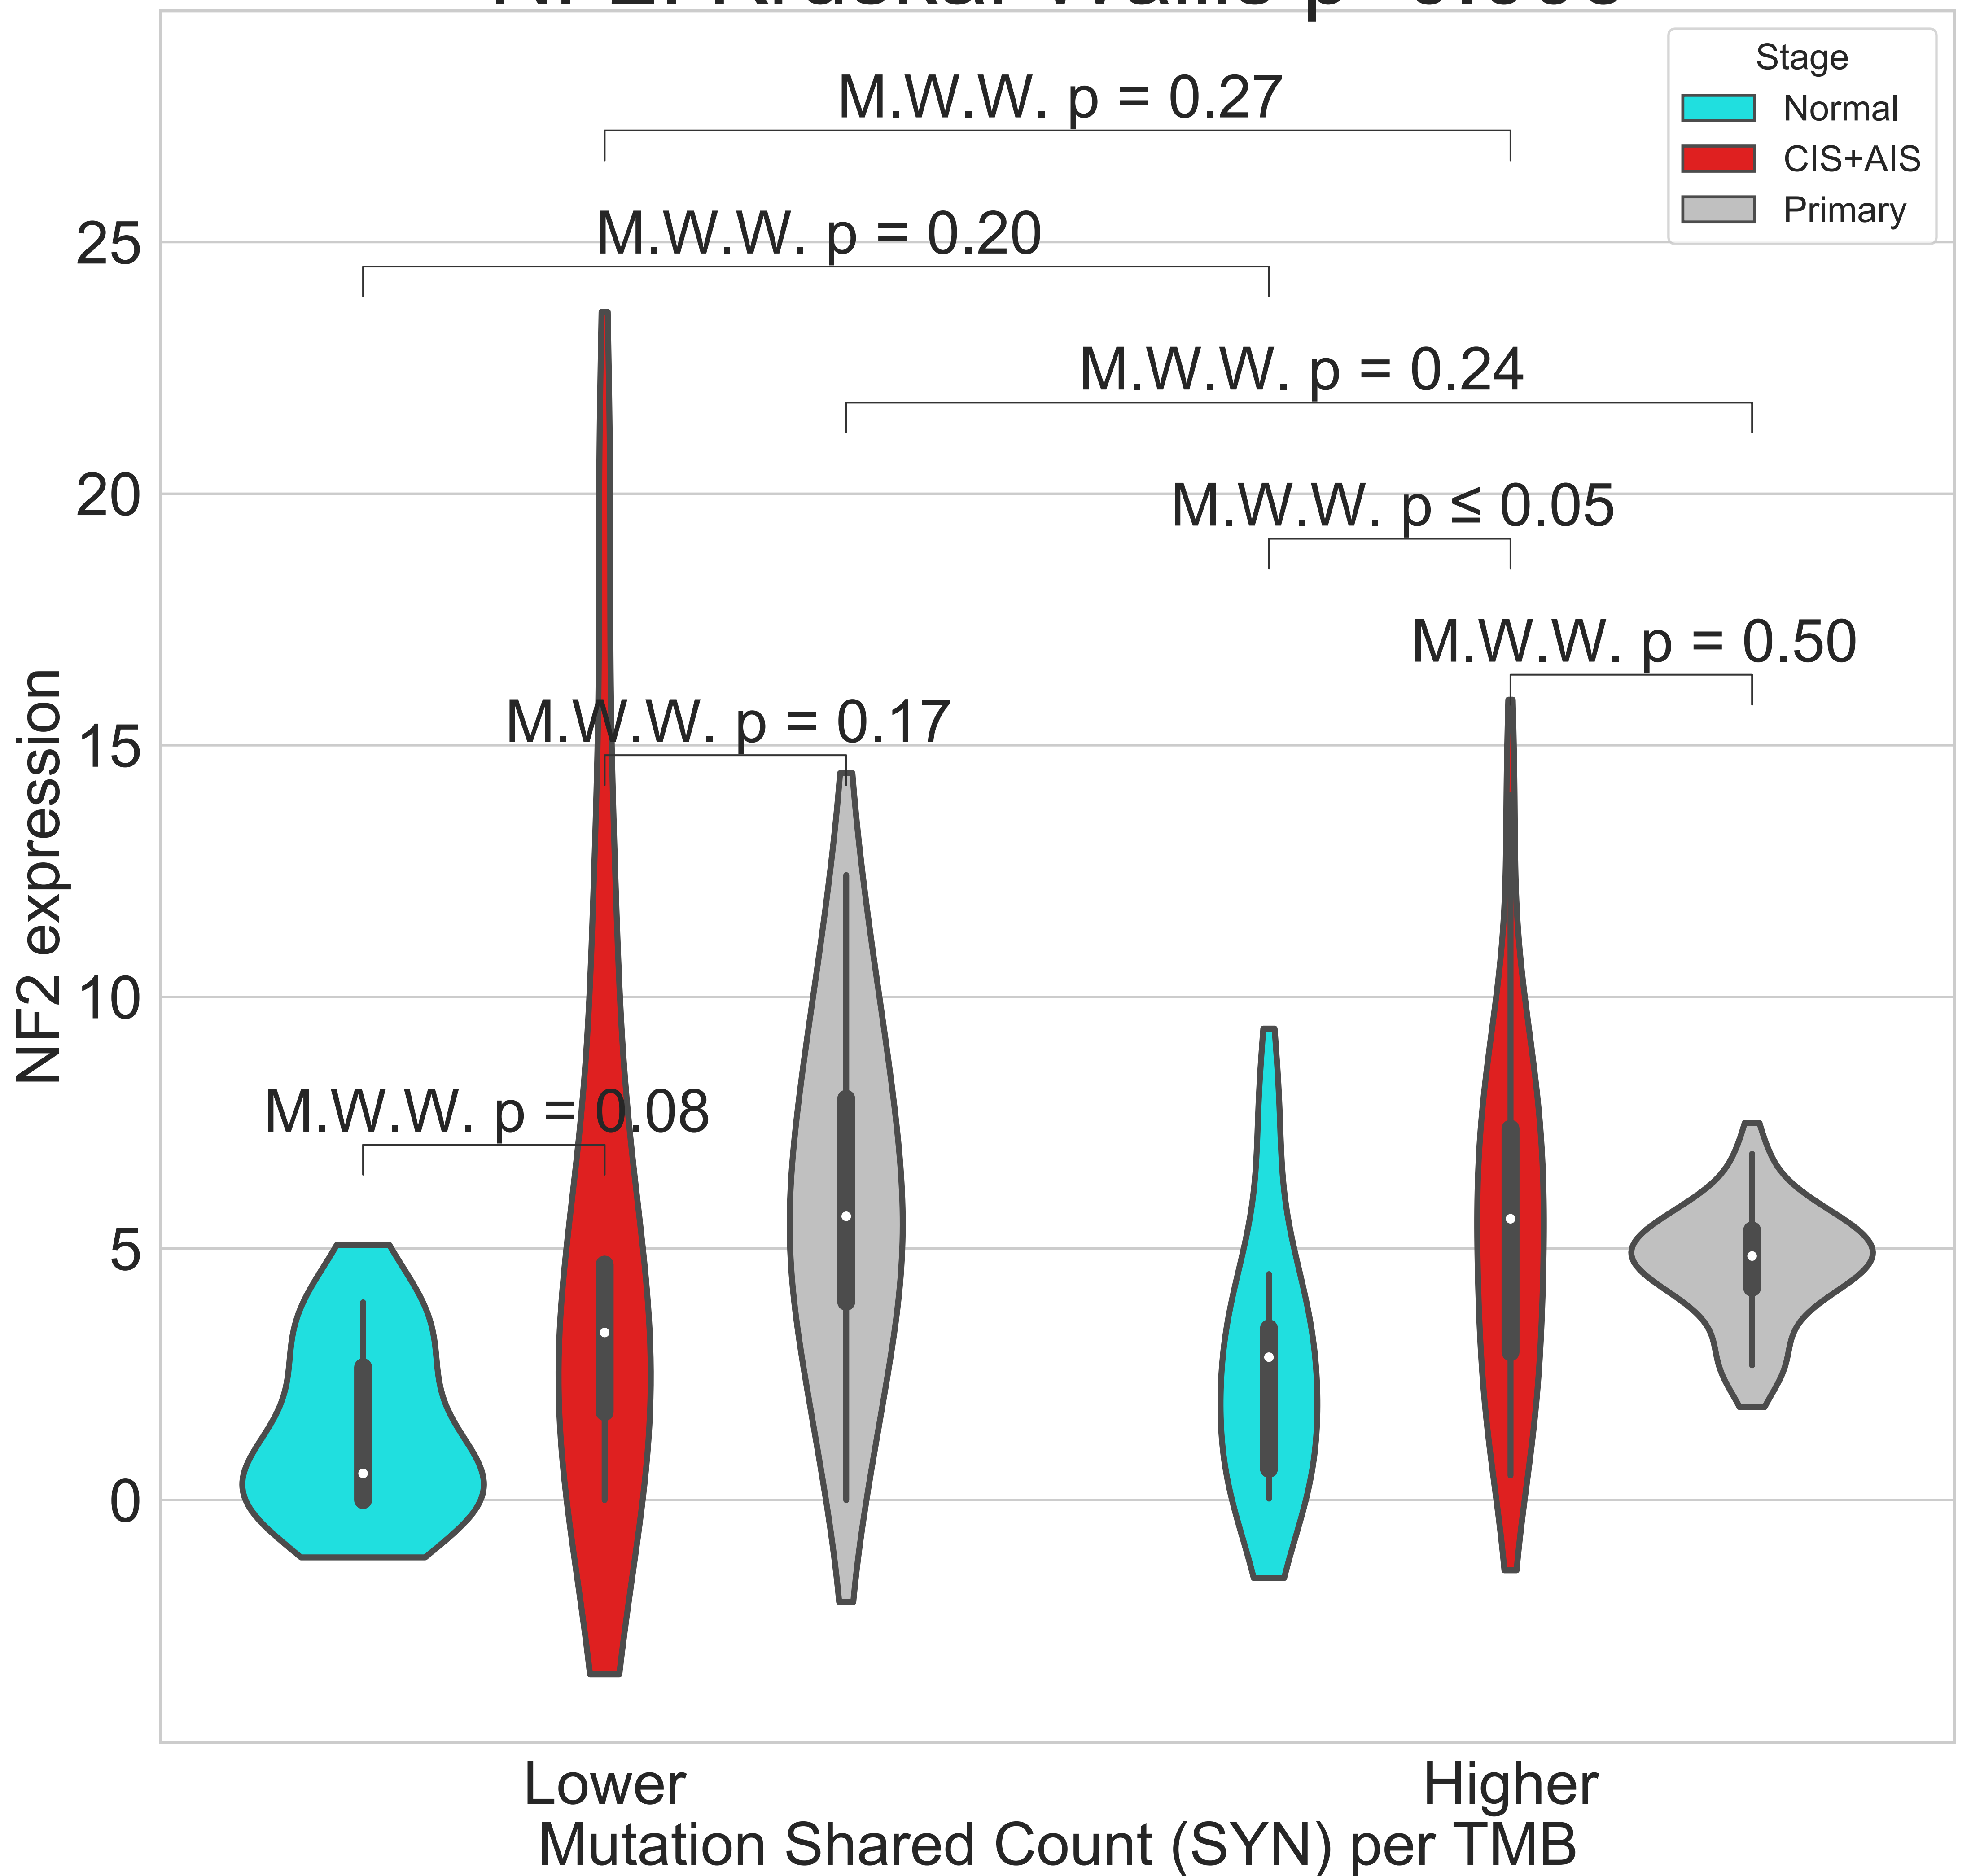 Stage
Normal
CIS+AIS
Primary
M.W.W. p = 0.27
M.W.W. p = 0.20
M.W.W. p = 0.24
M.W.W. p ≤ 0.05
M.W.W. p = 0.50
M.W.W. p = 0.17
M.W.W. p = 0.08
25
20
15
10
5
0
NF2 expression
Lower
Higher
Mutation Shared Count (SYN) per TMB